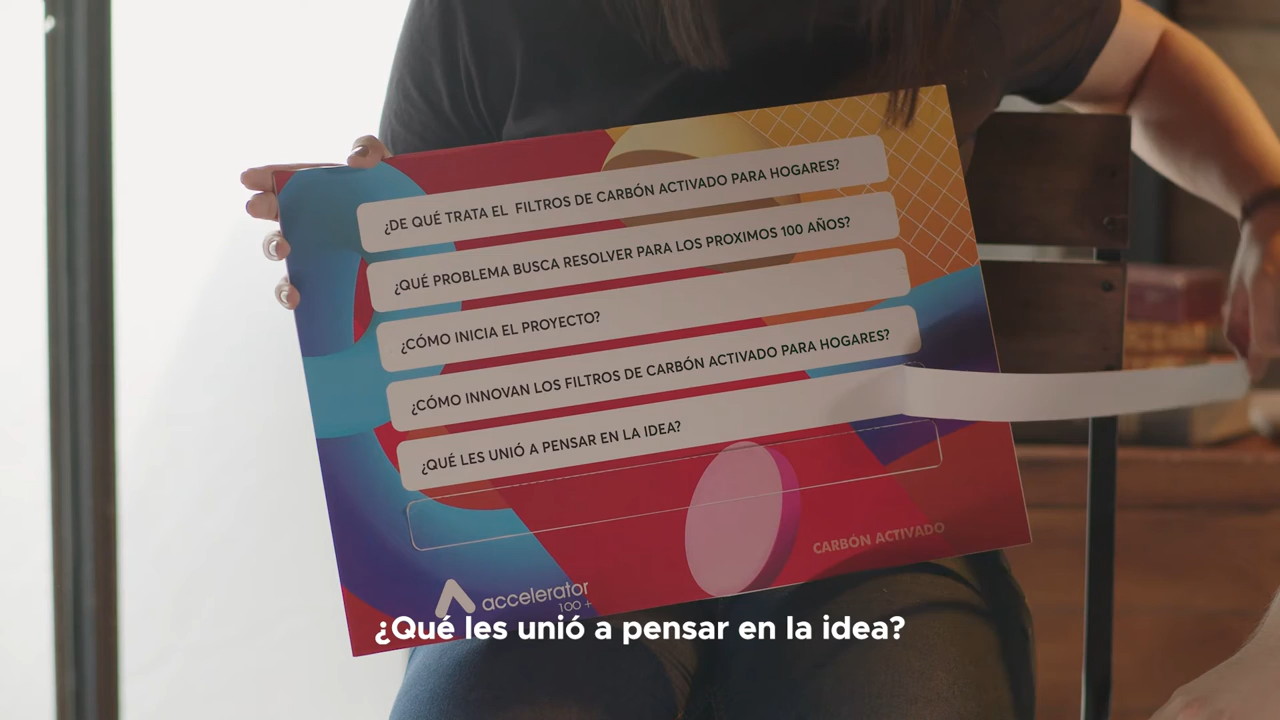 ¿DE QUÉ TRATA EL FILTROS DE CARBÓN ACTIVADO PARA HOGARES?
¿QUÉ PROBLEMA BUSCA RESOLVER PARA LOS PROXIMOS 100 AÑOS?
¿CÓMO INICIA EL PROYECTO?
¿CÓMO INNOVAN LOS FILTROS DE CARBÓN ACTIVADO PARA HOGARES?
¿QUÉ LES UNIÓ A PENSAR EN LA IDEA?
CARBÓN ACTIVADO
accelerator
100 +
¿Qué les unió a pensar en la idea?